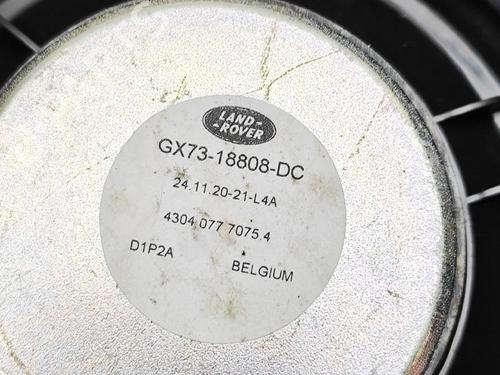 LAND-
-ROVER
GX73-18808-DC
24.11.20-21-L4A
4304 077 7075.4
D1P2A
BELGIUM